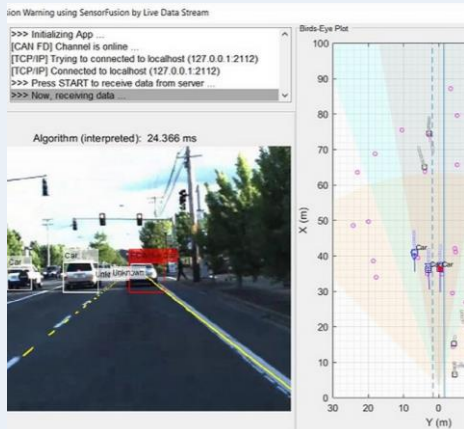 sion Warning using SensorFusion by Live Data Stream
>>> Initializing App ...
[CAN FD] Channel is online ...
[TCP/IP] Trying to connected to localhost (127.0.0.1:2112)
[TCP/IP] Connected to localhost (127.0.0.1:2112)
>>> Press START to receive data from server ...
>>> Now, receiving data ...
Algorithm (interpreted): 24.366 ms
Car
Unknown
Birds-Eye Plot
100
90
80
70
60
50
40
30
20
10
0
X (m)
Car
Car
Car
30
20
10
0
Y (m)